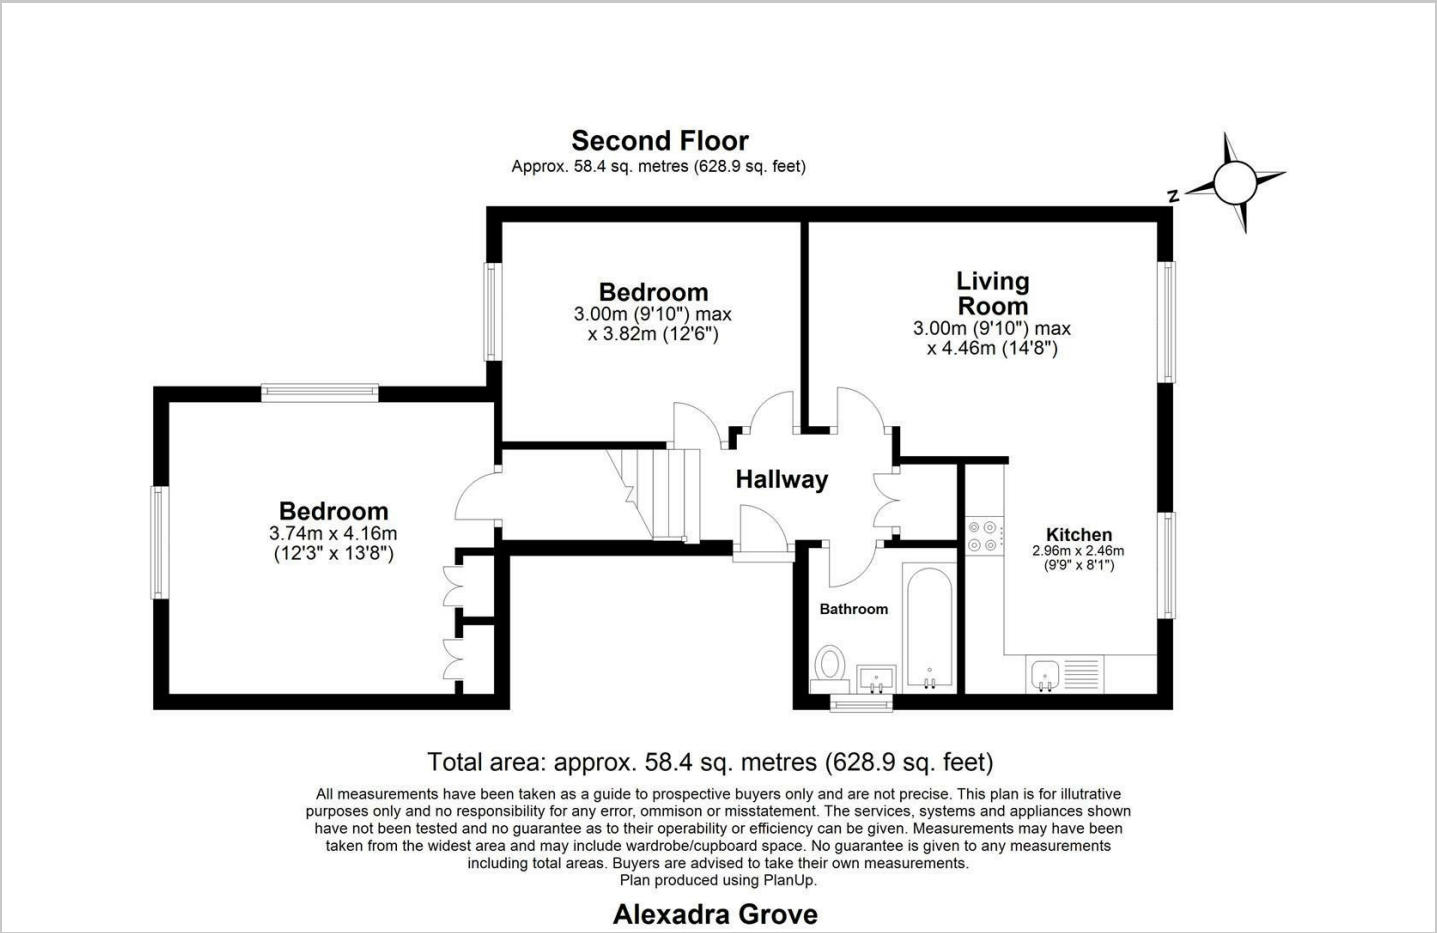 Second Floor
Approx. 58.4 sq. metres (628.9 sq. feet)
N
Bedroom
3.00m (9'10") max
x 3.82m (12'6")
Living
Room
3.00m (9'10") max
x 4.46m (14'8")
Hallway
Bedroom
3.74m x 4.16m
(12'3" x 13'8")
Kitchen
2.96m x 2.46m
(9'9" x 8'1")
Bathroom
Total area: approx. 58.4 sq. metres (628.9 sq. feet)
All measurements have been taken as a guide to prospective buyers only and are not precise. This plan is for illutrative
purposes only and no responsibility for any error, ommison or misstatement. The services, systems and appliances shown
have not been tested and no guarantee as to their operability or efficiency can be given. Measurements may have been
taken from the widest area and may include wardrobe/cupboard space. No guarantee is given to any measurements
including total areas. Buyers are advised to take their own measurements.
Plan produced using PlanUp.
Alexadra Grove